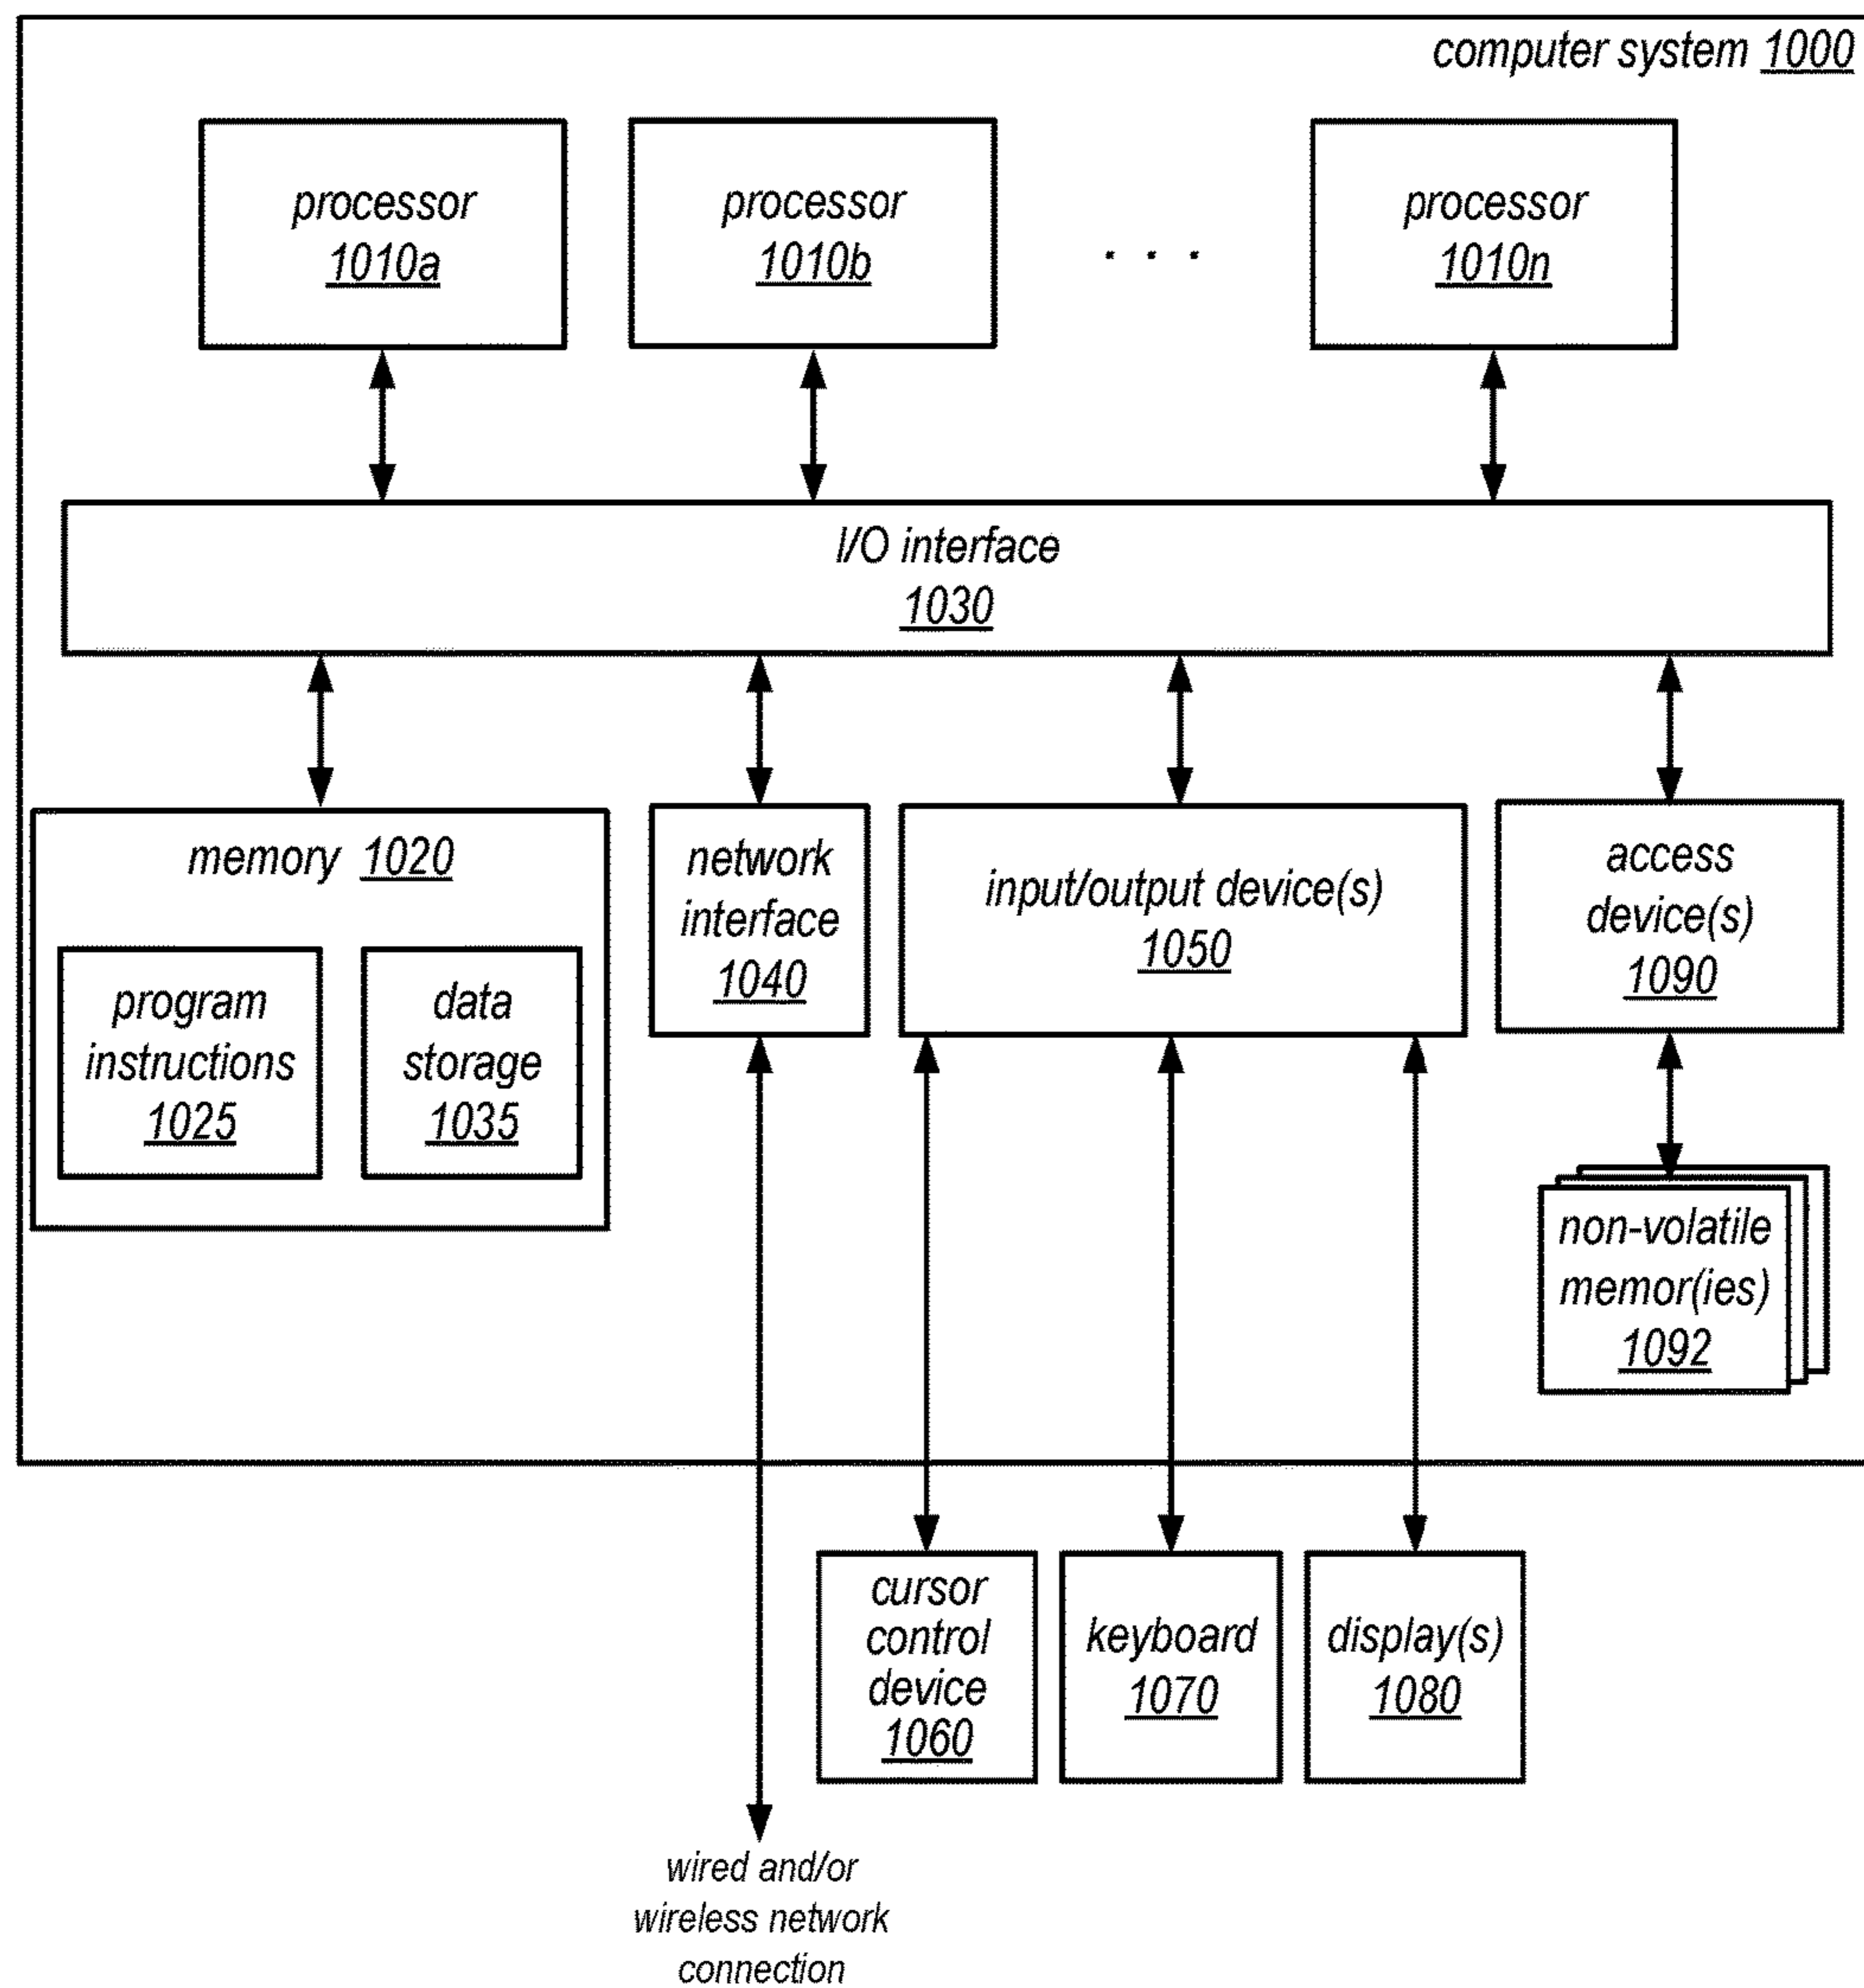 computer system 1000
processor
1010a
processor
1010b
. . .
processor
1010n
I/O interface
1030
memory 1020
program
instructions
1025
data
storage
1035
network
interface
1040
input/output device(s)
1050
access
device(s)
1090
non-volatile
memor(ies)
1092
cursor
control
device
1060
keyboard
1070
display(s)
1080
wired and/or
wireless network
connection